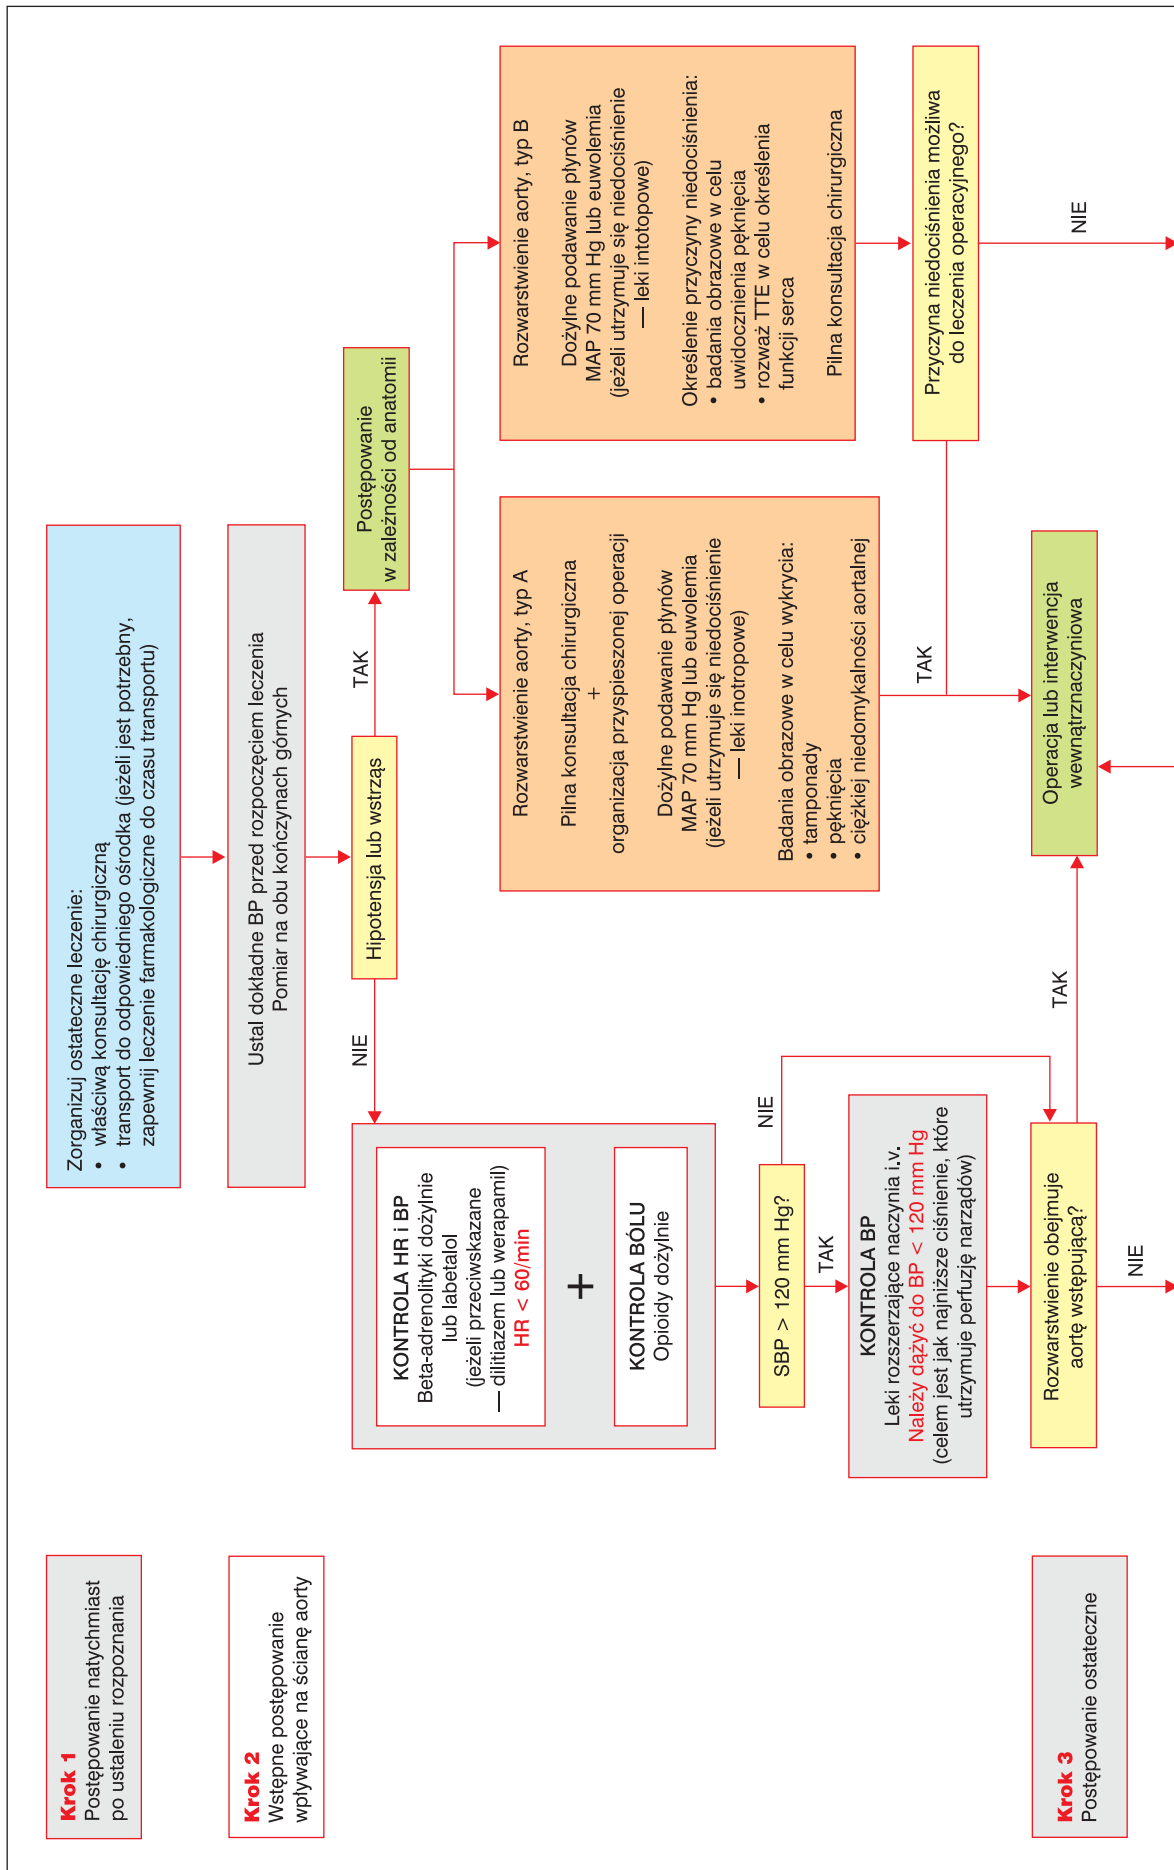 Krok 1
Postępowanie natychmiast
po ustaleniu rozpoznania
Zorganizuj ostateczne leczenie:
• właściwą konsultację chirurgiczną
• transport do odpowiedniego ośrodka (jeżeli jest potrzebny,
zapewnij leczenie farmakologiczne do czasu transportu)
Krok 2
Wstępne postępowanie
wpływające na ścianę aorty
Ustal dokładne BP przed rozpoczęciem leczenia
Pomiar na obu kończynach górnych
NIE
Hipotensja lub wstrząs
TAK
Postępowanie
w zależności od anatomii
KONTROLA HR i BP
Beta-adrenolityki dożylnie
lub labetalol
(jeżeli przeciwskazane
— dilitiazem lub werapamil)
HR < 60/min
+
KONTROLA BÓLU
Opioidy dożylnie
Rozwarstwienie aorty, typ A
Pilna konsultacja chirurgiczna
+
organizacja przyspieszonej operacji
Dożylne podawanie płynów
MAP 70 mm Hg lub euwolemia
(jeżeli utrzymuje się niedociśnienie
— leki inotropowe)
Badania obrazowe w celu wykrycia:
• tamponady
• pęknięcia
• ciężkiej niedomykalności aortalnej
Rozwarstwienie aorty, typ B
Dożylne podawanie płynów
MAP 70 mm Hg lub euwolemia
(jeżeli utrzymuje się niedociśnienie
— leki intotopowe)
Określenie przyczyny niedociśnienia:
• badania obrazowe w celu
uwidocznienia pęknięcia
• rozważ TTE w celu określenia
funkcji serca
Pilna konsultacja chirurgiczna
SBP > 120 mm Hg?
NIE
TAK
KONTROLA BP
Leki rozszerzające naczynia i.v.
Należy dążyć do BP < 120 mm Hg
(celem jest jak najniższe ciśnienie, które
utrzymuje perfuzję narządów)
TAK
Przyczyna niedociśnienia możliwa
do leczenia operacyjnego?
Krok 3
Postępowanie ostateczne
Rozwarstwienie obejmuje
aortę wstępującą?
TAK
Operacja lub interwencja
wewnątrznaczyniowa
NIE
NIE